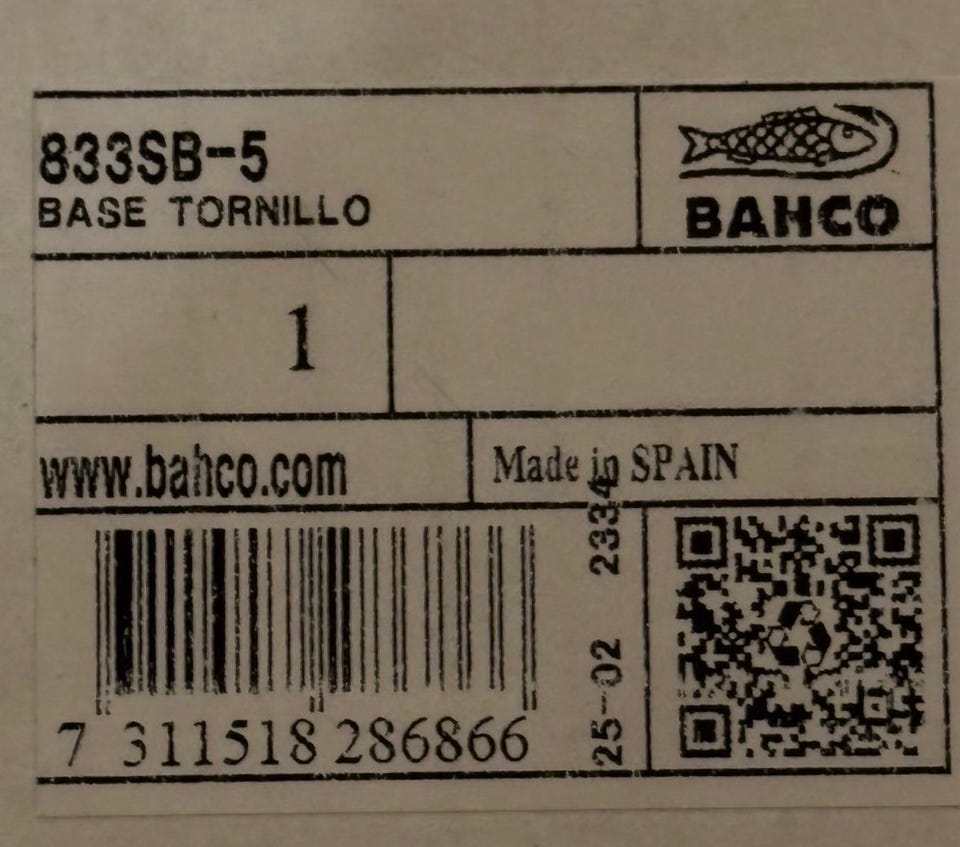 833SB-5
BASE TORNILLO
BAHCO
1
www.bahco.com
Made in SPAIN
25-02 2334
7 311518 286866